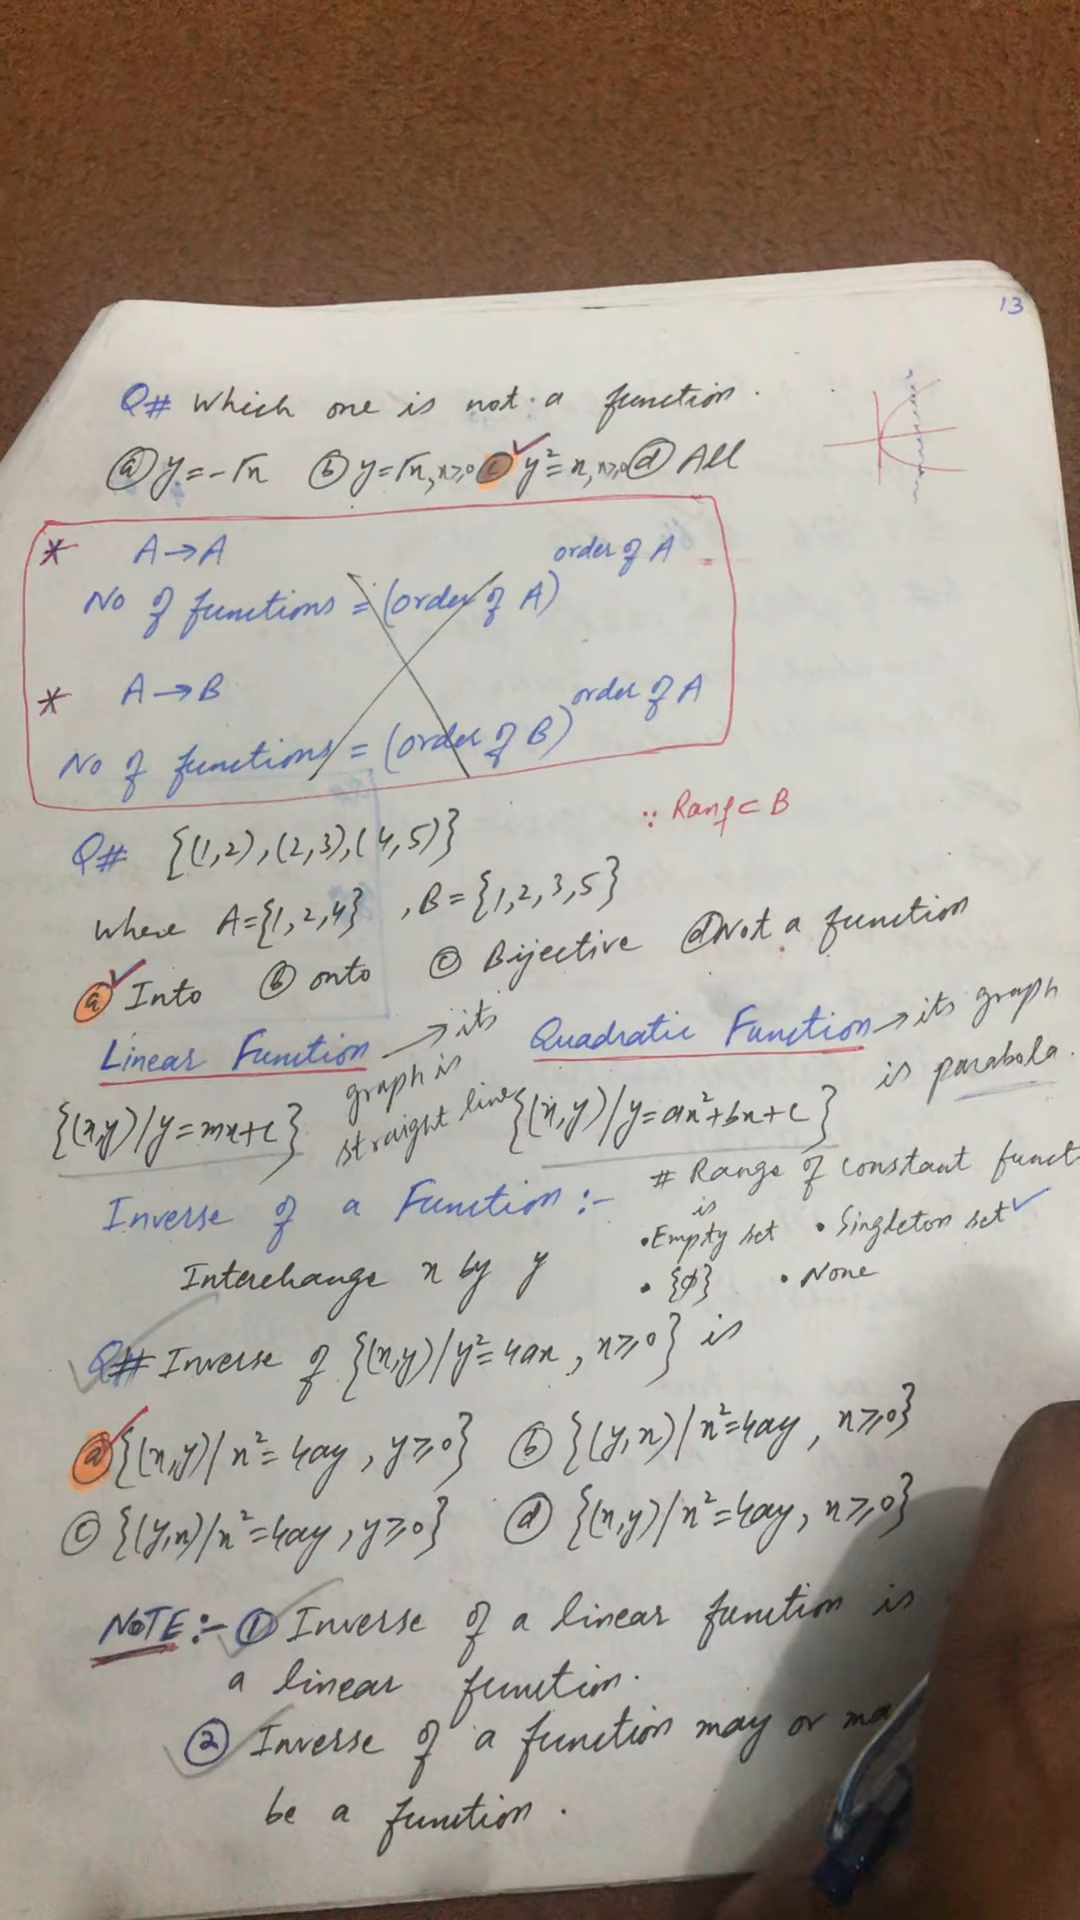 13
Q# Which one is not a function.
ⓐ y=-√x ⓑ y=√x, x≥0 ⓒ y²=x, x≥0 ⓓ All
* A→A
No of functions = (order of A)^order of A
* A→B
No of functions = (order of B)^order of A
Q# {(1,2),(2,3),(4,5)}
∵ Ranf⊂B
where A={1,2,4} , B={1,2,3,5}
ⓐ Into ⓑ onto ⓒ Bijective ⓓ Not a function
Linear Function → its graph is straight line
Quadratic Function → its graph is parabola.
{(x,y)/y=mx+c}
{(x,y)/y=ax²+bx+c}
Inverse of a Function :-
Interchange x by y
# Range of constant funct
is
• Empty set • Singleton set ✓
• {φ} • None
Q# Inverse of {(x,y)/y²=4ax, x≥0} is
ⓐ {(x,y)/x²=4ay, y≥0} ⓑ {(y,x)/x²=4ay, x≥0}
ⓒ {(y,x)/x²=4ay, y≥0} ⓓ {(x,y)/x²=4ay, x≥0}
NOTE :- ① Inverse of a linear function is
a linear function.
② Inverse of a function may or ma
be a function.